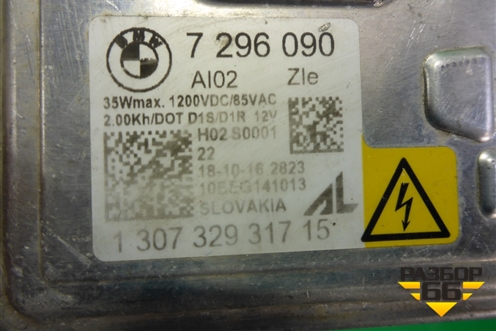 BMW
7 296 090
AI02 Zle
35Wmax. 1200VDC/85VAC
2.00Kh/DOT D1S/D1R 12V
H02 S0001
22
18-10-16.2823
SLOVAKIA
AL
1 307 329 317 15
РАЗБОР
66